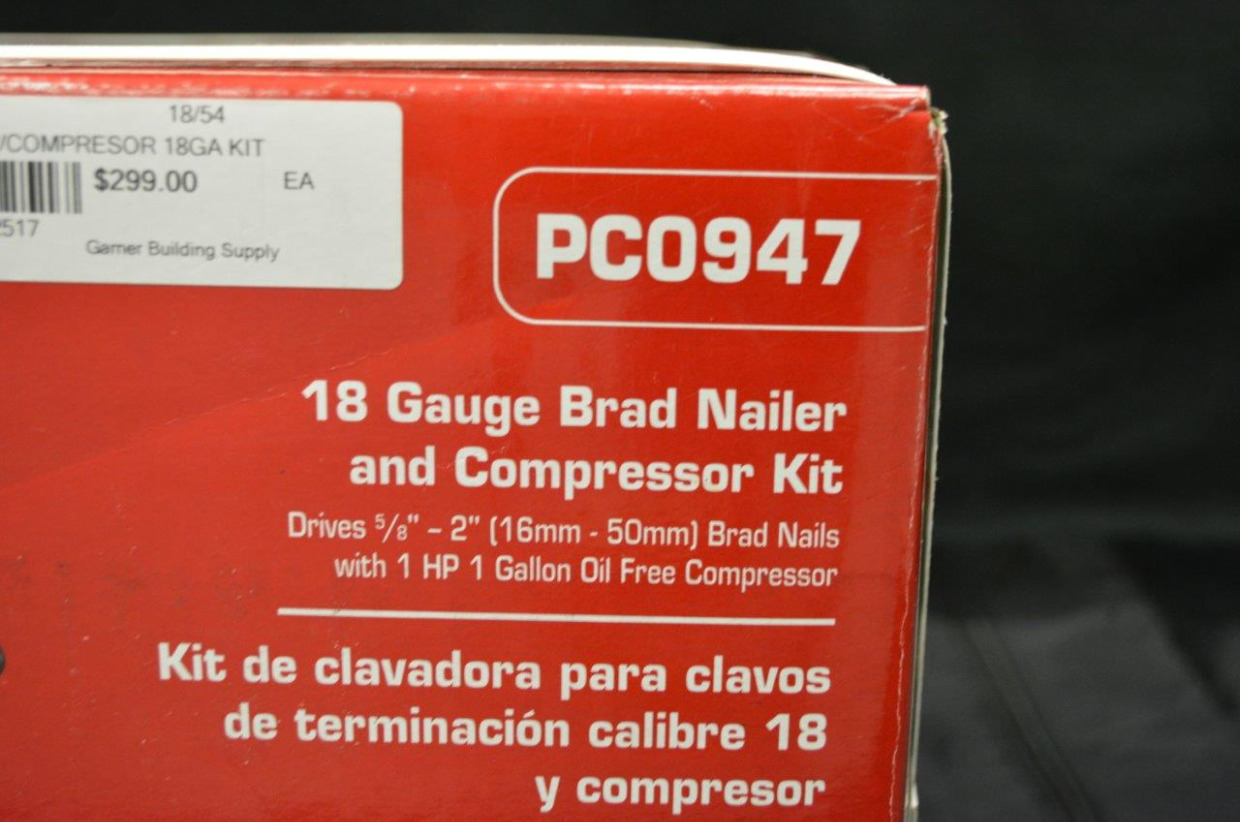 18/54
/COMPRESOR 18GA KIT
$299.00 EA
2517
Garner Building Supply
PC0947
18 Gauge Brad Nailer
and Compressor Kit
Drives 5/8" – 2" (16mm - 50mm) Brad Nails
with 1 HP 1 Gallon Oil Free Compressor
Kit de clavadora para clavos
de terminación calibre 18
y compresor